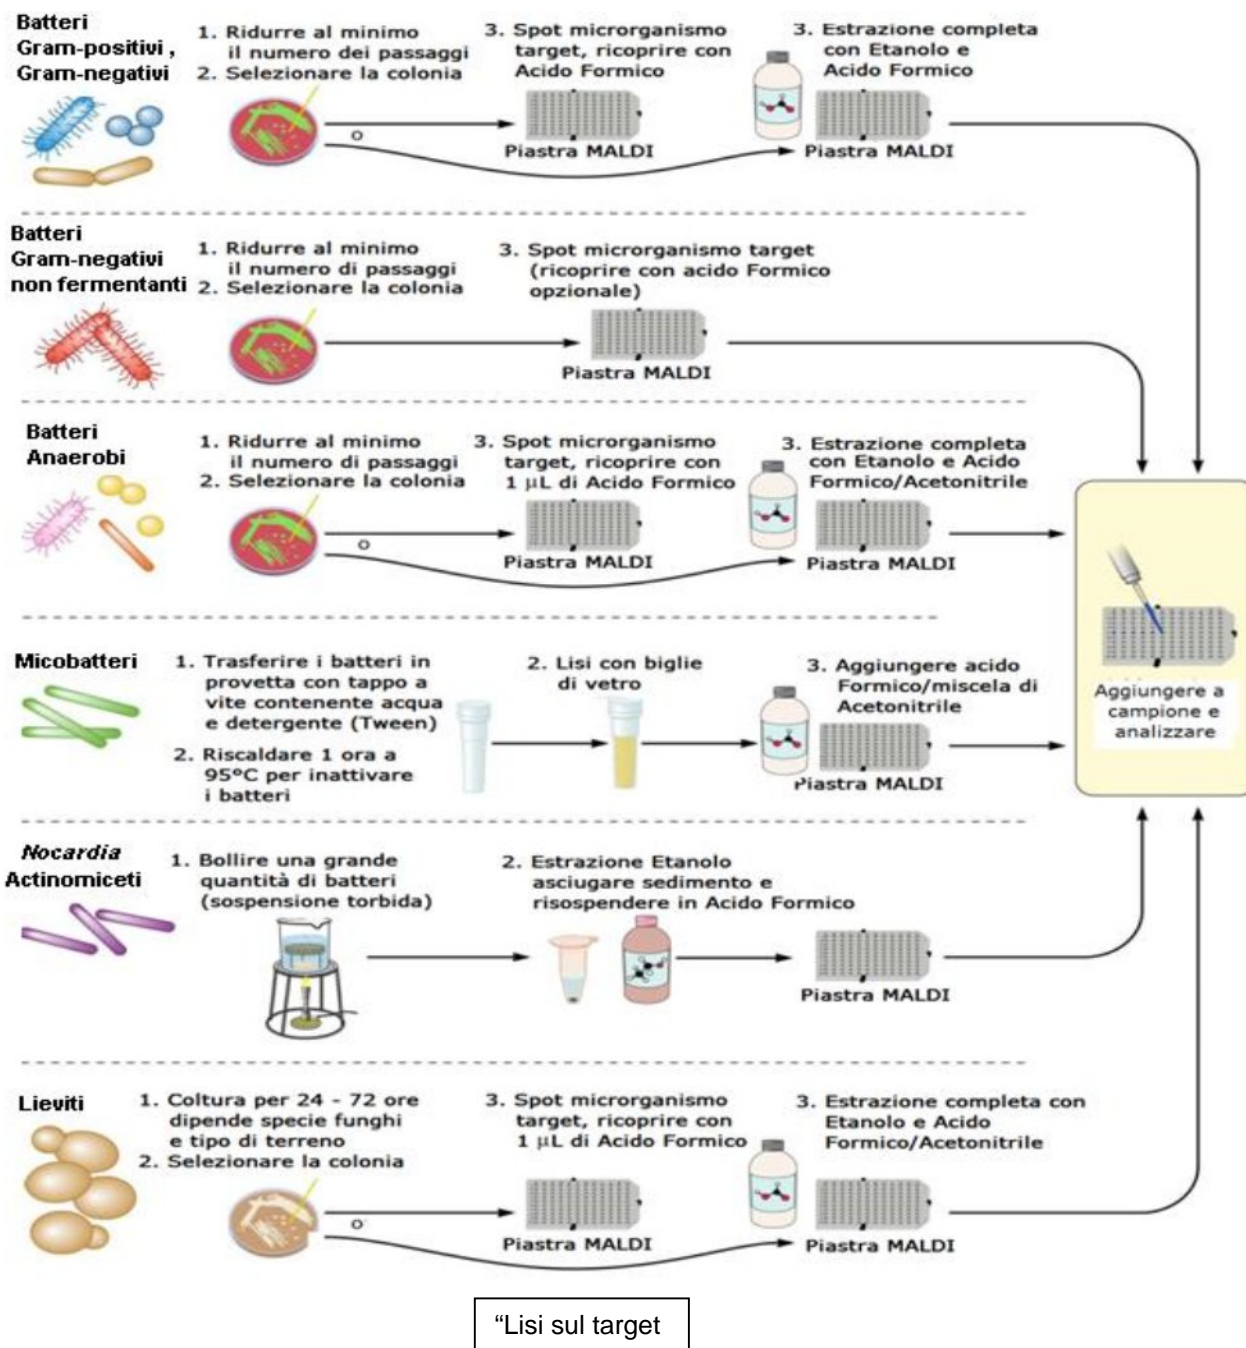 Batteri
Gram-positivi ,
Gram-negativi
1. Ridurre al minimo
il numero dei passaggi
2. Selezionare la colonia
3. Spot microrganismo
target, ricoprire con
Acido Formico
3. Estrazione completa
con Etanolo e
Acido Formico
o
Piastra MALDI
Piastra MALDI
Batteri
Gram-negativi
non fermentanti
1. Ridurre al minimo
il numero di passaggi
2. Selezionare la colonia
3. Spot microrganismo target
(ricoprire con acido Formico
opzionale)
Piastra MALDI
Batteri
Anaerobi
1. Ridurre al minimo
il numero di passaggi
2. Selezionare la colonia
3. Spot microrganismo
target, ricoprire con
1 µL di Acido Formico
3. Estrazione completa
con Etanolo e Acido
Formico/Acetonitrile
o
Piastra MALDI
Piastra MALDI
Micobatteri
1. Trasferire i batteri in
provetta con tappo a
vite contenente acqua
e detergente (Tween)
2. Riscaldare 1 ora a
95°C per inattivare
i batteri
2. Lisi con biglie
di vetro
3. Aggiungere acido
Formico/miscela di
Acetonitrile
Piastra MALDI
Aggiungere a
campione e
analizzare
Nocardia
Actinomiceti
1. Bollire una grande
quantità di batteri
(sospensione torbida)
2. Estrazione Etanolo
asciugare sedimento e
risospendere in Acido Formico
Piastra MALDI
Lieviti
1. Coltura per 24 - 72 ore
dipende specie funghi
e tipo di terreno
2. Selezionare la colonia
3. Spot microrganismo
target, ricoprire con
1 µL di Acido Formico
3. Estrazione completa con
Etanolo e Acido
Formico/Acetonitrile
o
Piastra MALDI
Piastra MALDI
“Lisi sul target